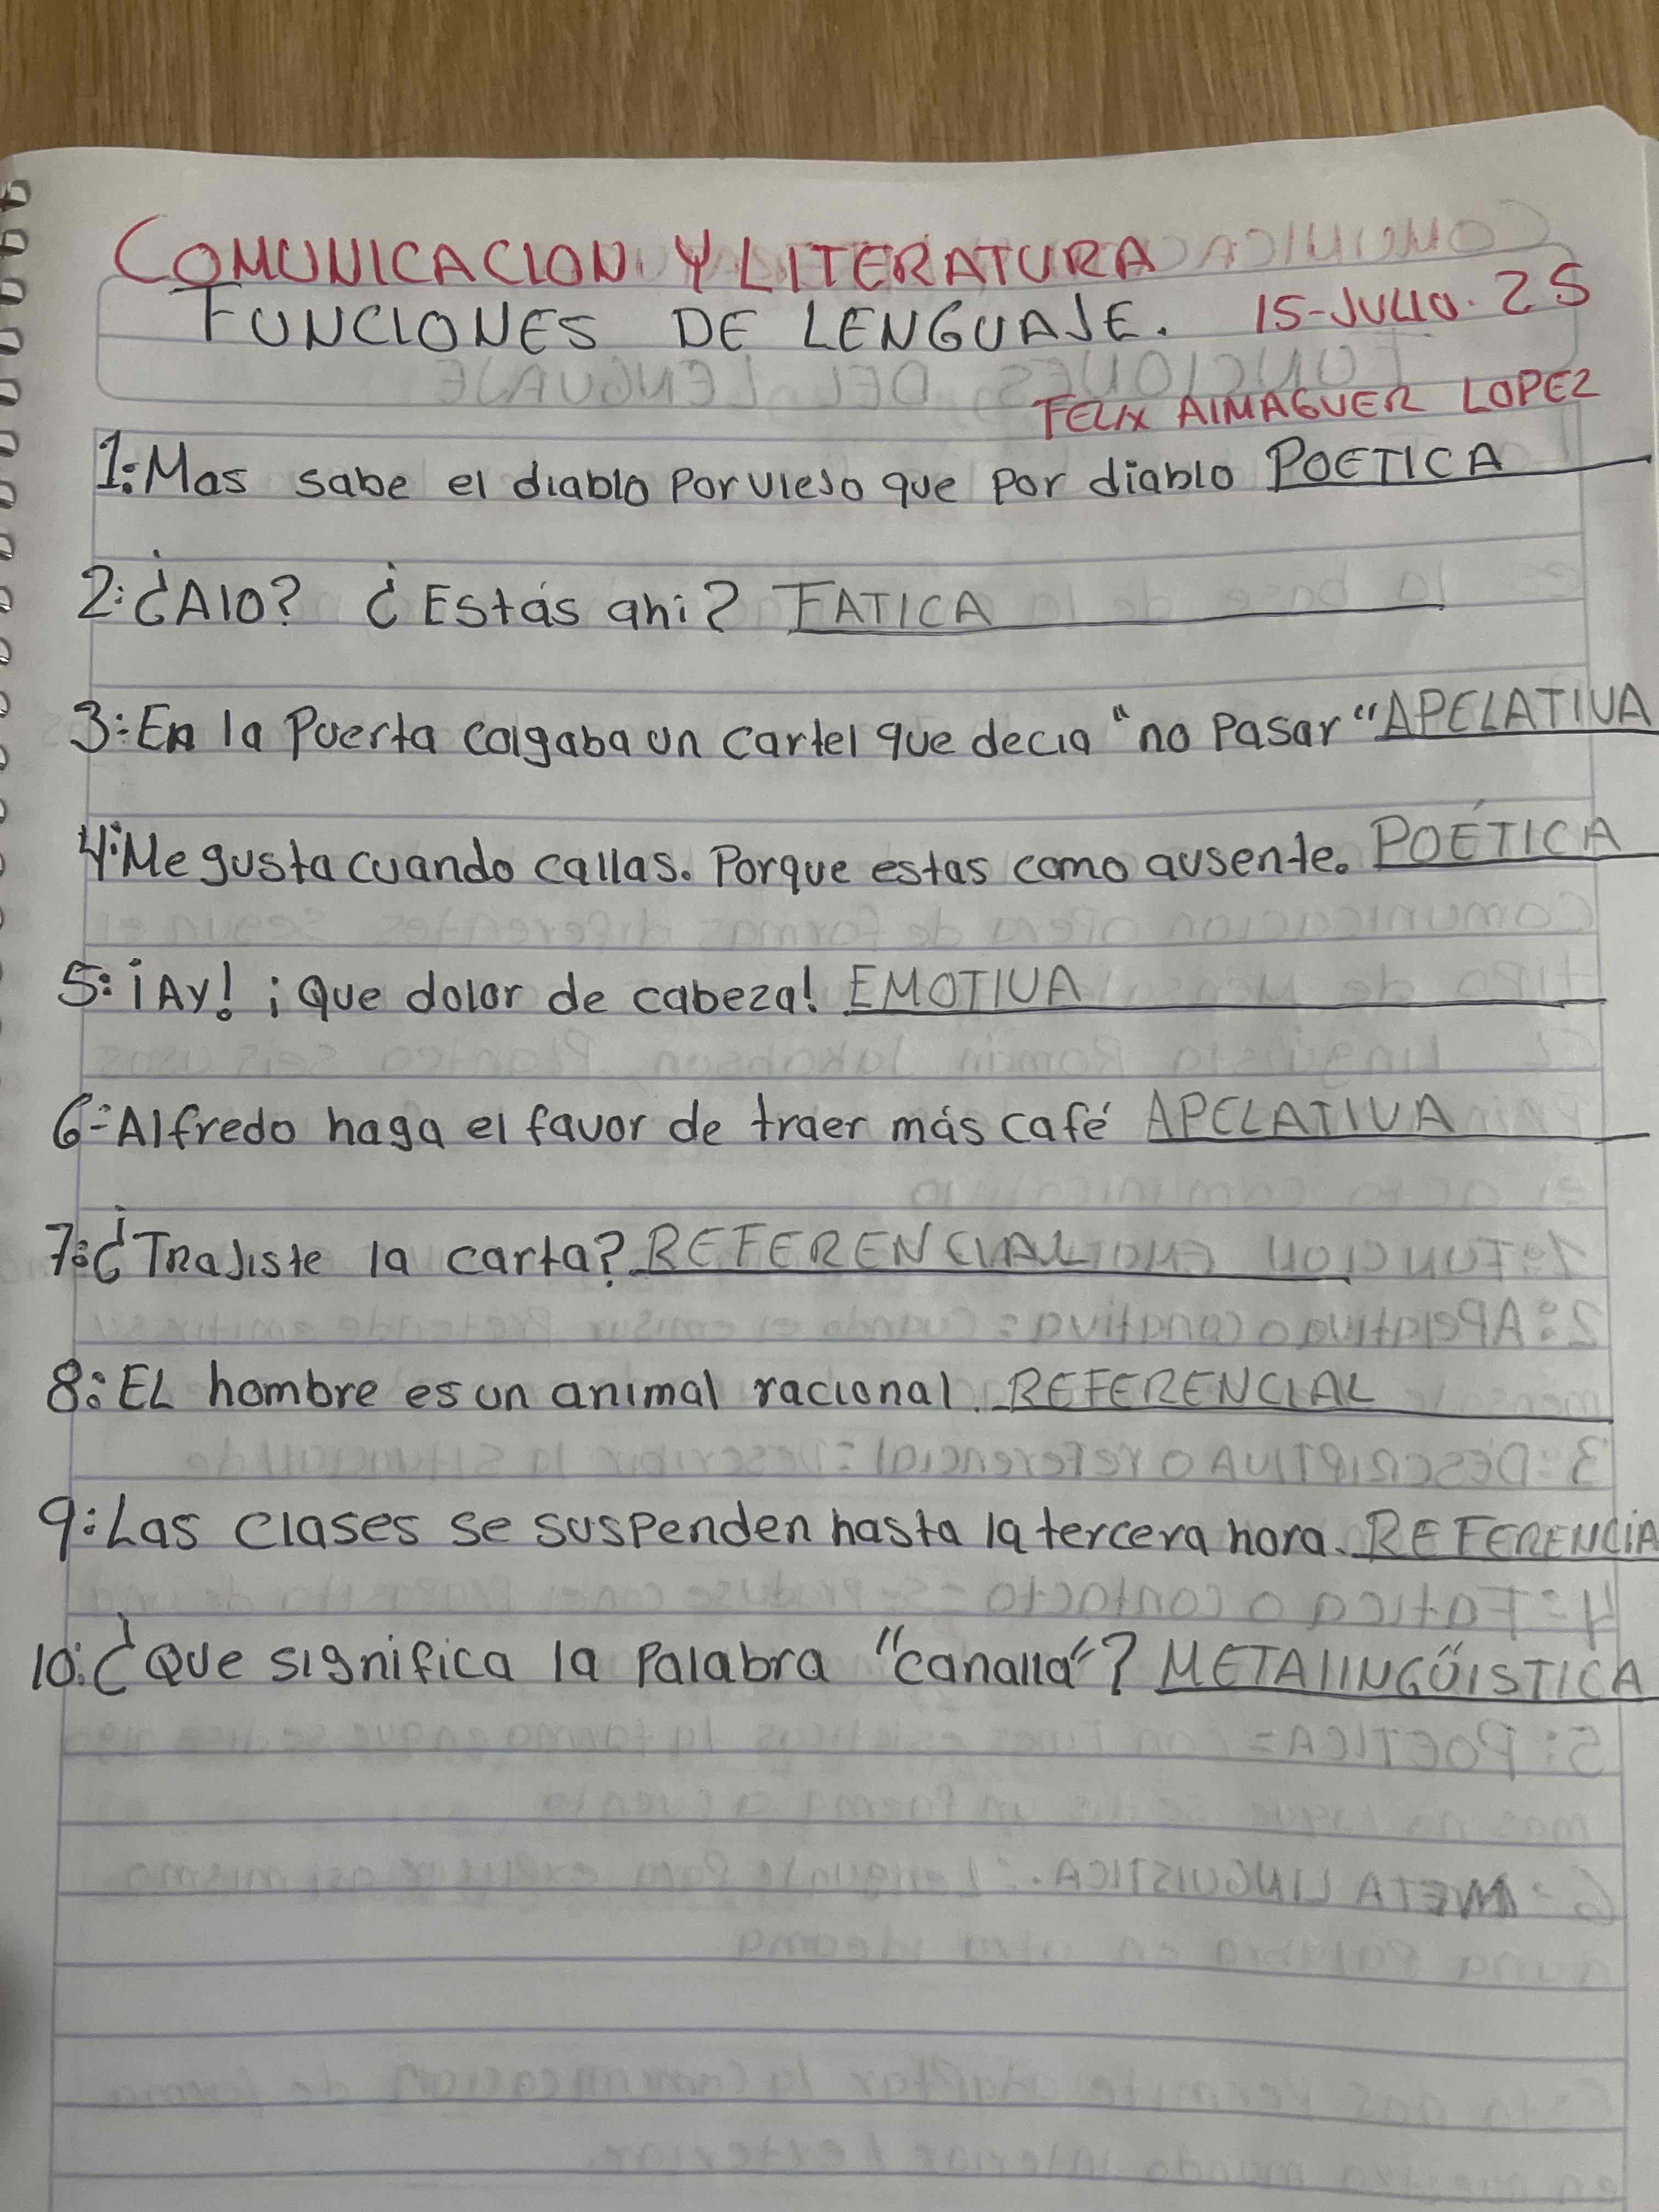 COMUNICACION Y LITERATURA
FUNCIONES DE LENGUAJE. 15-JULIO. 25
FELIX AlMAGUER LOPEZ
1: Mas sabe el diablo Por viejo que por diablo POETICA
2: ¿Alo? ¿Estás ahi? FATICA
3: En la Puerta colgaba un cartel que decia "no Pasar" APELATIVA
4: Me gusta cuando callas. Porque estas como ausente. POÉTICA
5: ¡Ay! ¡Que dolor de cabeza! EMOTIVA
6: Alfredo haga el favor de traer más café APELATIVA
7: ¿Trajiste la carta? REFERENCIAL
8: EL hombre es un animal racional. REFERENCIAL
9: Las clases se suspenden hasta la tercera hora. REFERENCIA
10: ¿Que significa la Palabra "canalla"? METAlINGÜISTICA